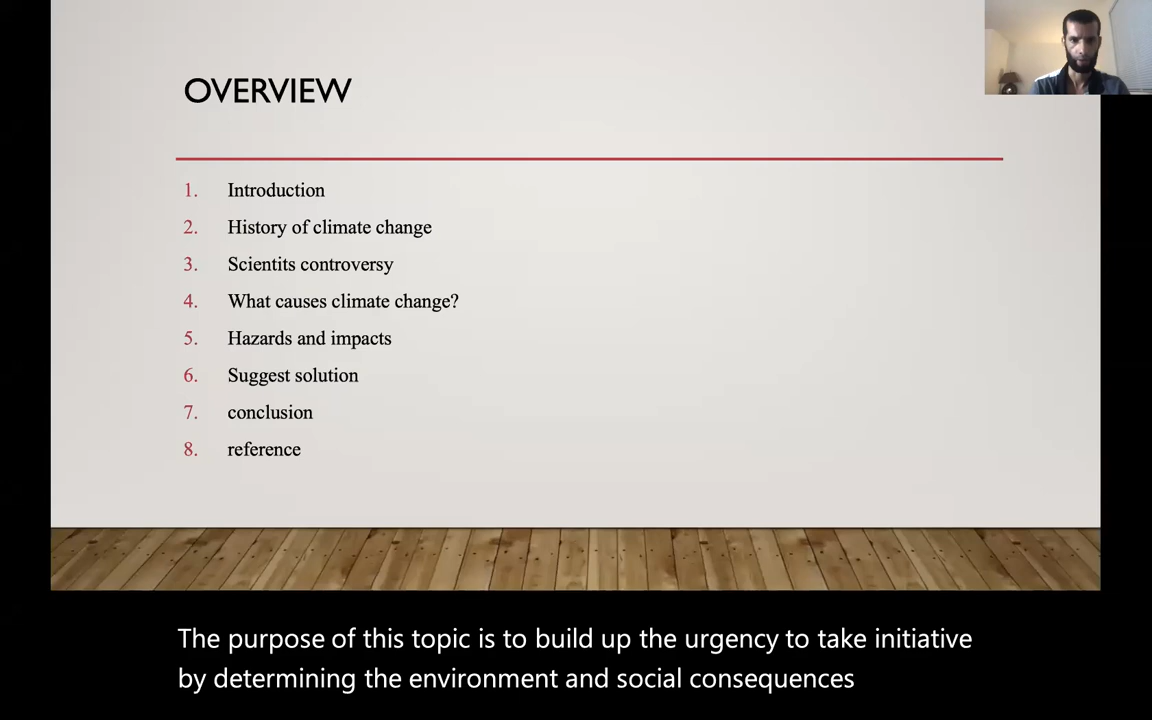 OVERVIEW
1. Introduction
2. History of climate change
3. Scientits controversy
4. What causes climate change?
5. Hazards and impacts
6. Suggest solution
7. conclusion
8. reference
The purpose of this topic is to build up the urgency to take initiative
by determining the environment and social consequences